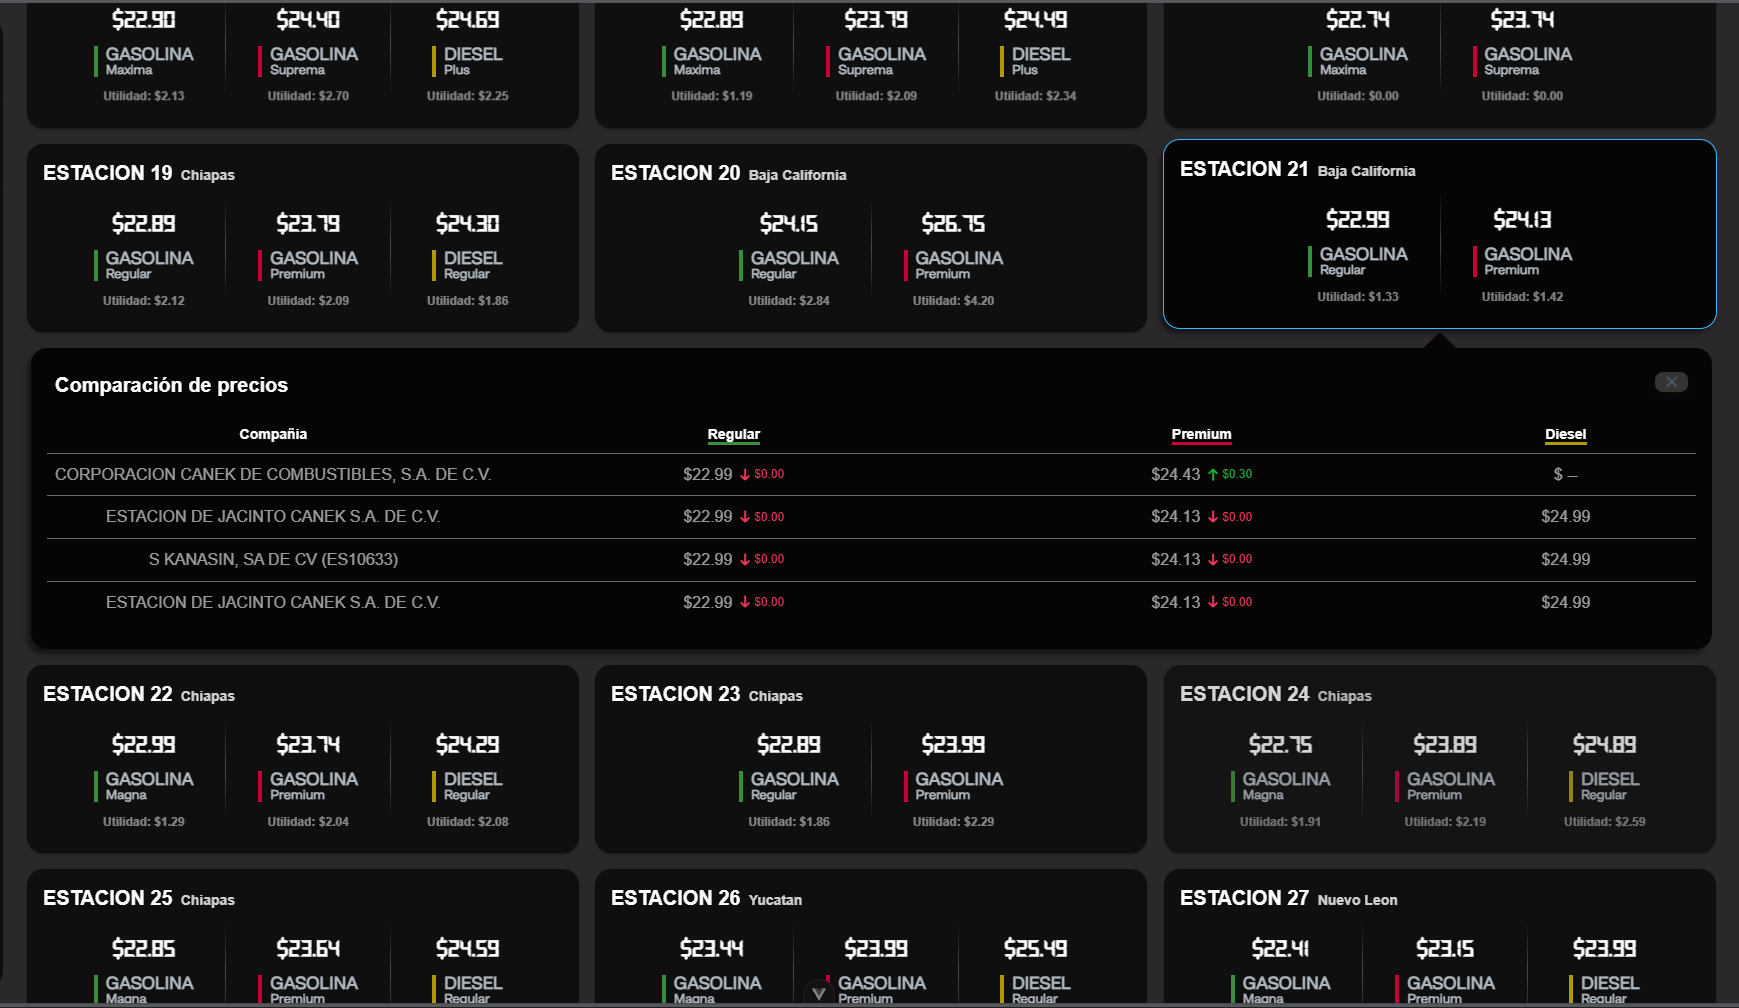 $22.90 $24.40 $24.69 $22.89 $23.79 $24.49 $22.74 $23.74
GASOLINA GASOLINA DIESEL GASOLINA GASOLINA DIESEL GASOLINA GASOLINA
Maxima Suprema Plus Maxima Suprema Plus Maxima Suprema
Utilidad: $2.13 Utilidad: $2.70 Utilidad: $2.25 Utilidad: $1.19 Utilidad: $2.09 Utilidad: $2.34 Utilidad: $0.00 Utilidad: $0.00
ESTACION 19 Chiapas
$22.89 $23.79 $24.30
GASOLINA GASOLINA DIESEL
Regular Premium Regular
Utilidad: $2.12 Utilidad: $2.09 Utilidad: $1.86
ESTACION 20 Baja California
$24.15 $26.75
GASOLINA GASOLINA
Regular Premium
Utilidad: $2.84 Utilidad: $4.20
ESTACION 21 Baja California
$22.99 $24.13
GASOLINA GASOLINA
Regular Premium
Utilidad: $1.33 Utilidad: $1.42
Comparación de precios
Compañia Regular Premium Diesel
CORPORACION CANEK DE COMBUSTIBLES, S.A. DE C.V. $22.99 ↓ $0.00 $24.43 ↑ $0.30 $ --
ESTACION DE JACINTO CANEK S.A. DE C.V. $22.99 ↓ $0.00 $24.13 ↓ $0.00 $24.99
S KANASIN, SA DE CV (ES10633) $22.99 ↓ $0.00 $24.13 ↓ $0.00 $24.99
ESTACION DE JACINTO CANEK S.A. DE C.V. $22.99 ↓ $0.00 $24.13 ↓ $0.00 $24.99
ESTACION 22 Chiapas
$22.99 $23.74 $24.29
GASOLINA GASOLINA DIESEL
Magna Premium Regular
Utilidad: $1.29 Utilidad: $2.04 Utilidad: $2.08
ESTACION 23 Chiapas
$22.89 $23.99
GASOLINA GASOLINA
Regular Premium
Utilidad: $1.86 Utilidad: $2.29
ESTACION 24 Chiapas
$22.75 $23.89 $24.89
GASOLINA GASOLINA DIESEL
Magna Premium Regular
Utilidad: $1.91 Utilidad: $2.19 Utilidad: $2.59
ESTACION 25 Chiapas
$22.85 $23.64 $24.59
GASOLINA GASOLINA DIESEL
Magna Premium Regular
ESTACION 26 Yucatan
$23.44 $23.99 $25.49
GASOLINA GASOLINA DIESEL
Magna Premium Regular
ESTACION 27 Nuevo Leon
$22.41 $23.15 $23.99
GASOLINA GASOLINA DIESEL
Magna Premium Regular